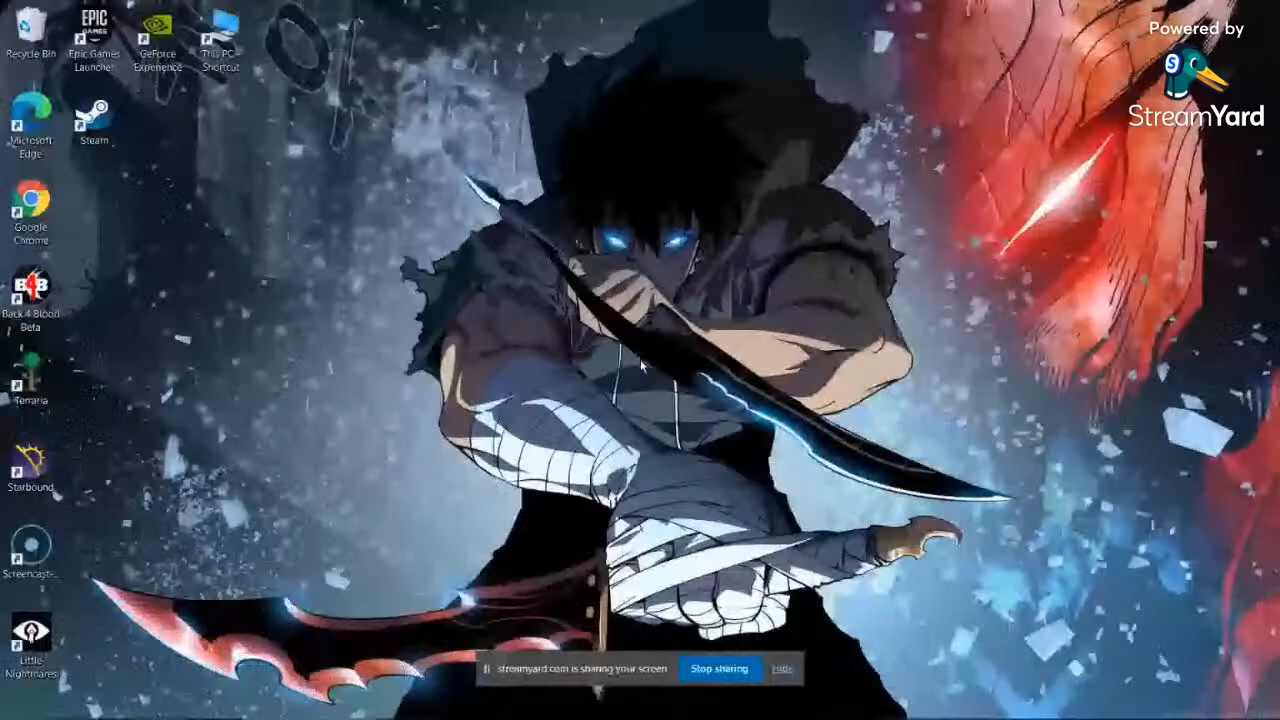 Powered by
StreamYard
Recycle Bin
EPIC
GAMES
Epic Games
Launcher
GeForce
Experience
This PC -
Shortcut
Microsoft
Edge
Steam
Google
Chrome
B4B
Back 4 Blood
Beta
Terraria
Starbound
Screencast-...
Little
Nightmares
streamyard.com is sharing your screen
Stop sharing
Hide